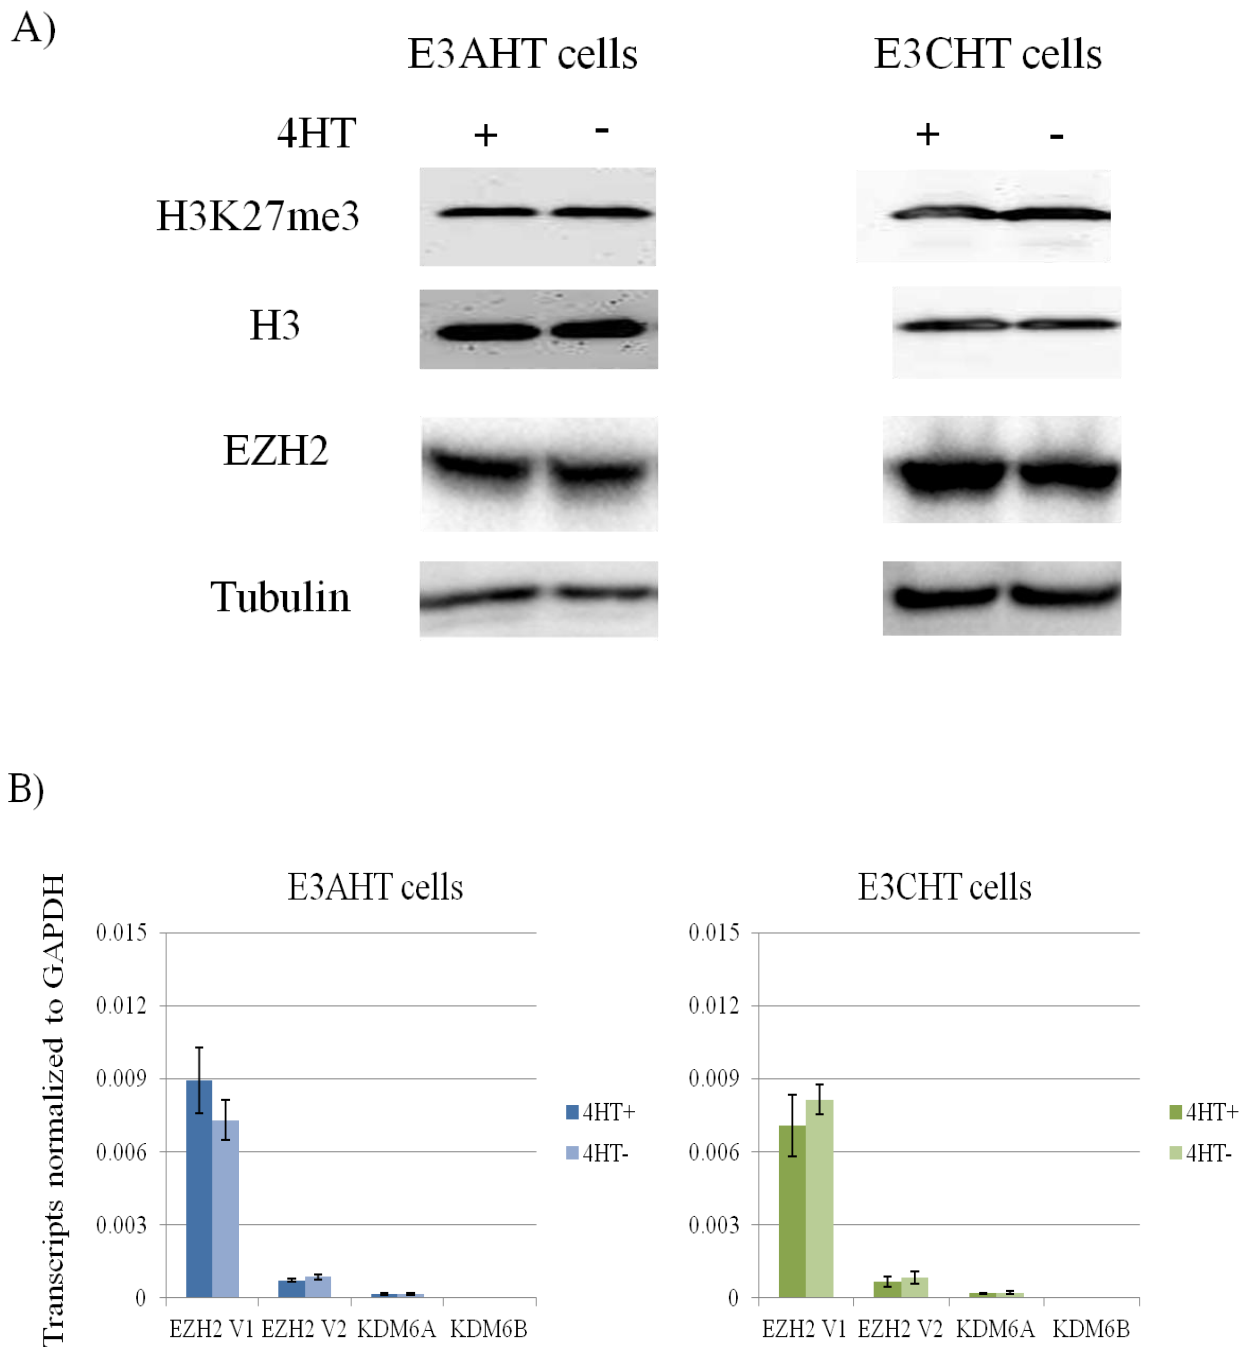 A)
E3AHT cells E3CHT cells
4HT + - + -
H3K27me3
H3
EZH2
Tubulin
B)
Transcripts normalized to GAPDH
E3AHT cells
0.015
0.012
0.009
0.006
0.003
0
EZH2 V1 EZH2 V2 KDM6A KDM6B
4HT+
4HT-
E3CHT cells
0.015
0.012
0.009
0.006
0.003
0
EZH2 V1 EZH2 V2 KDM6A KDM6B
4HT+
4HT-